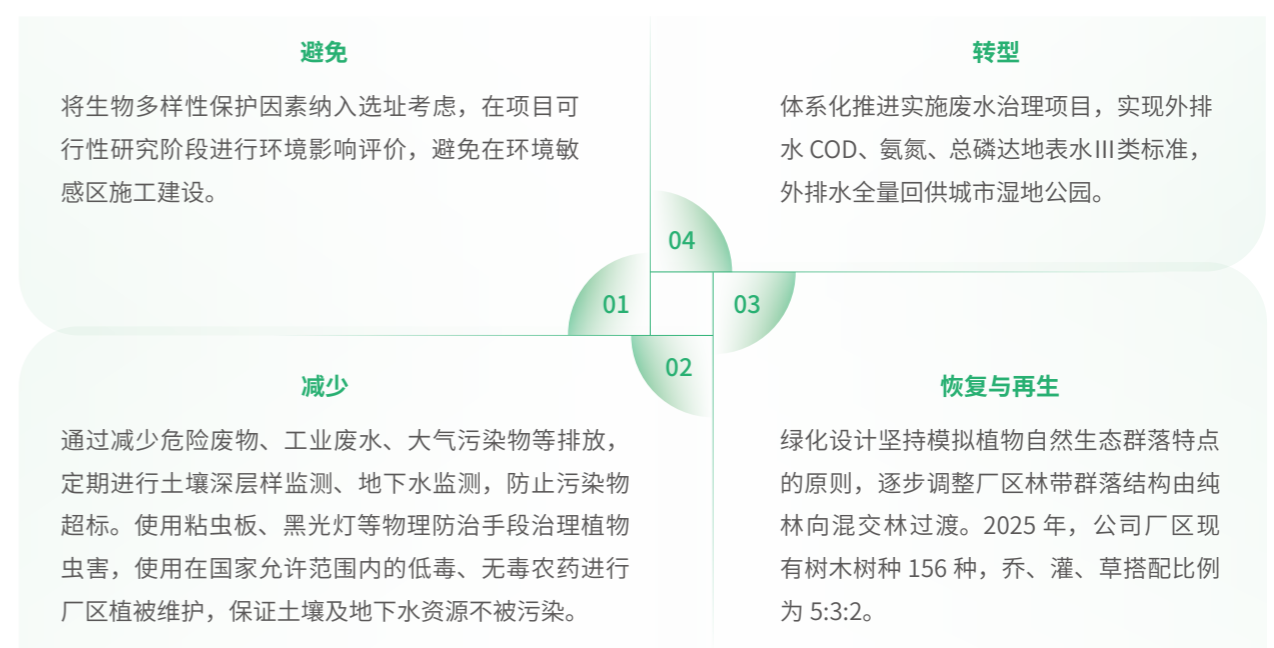 避免
将生物多样性保护因素纳入选址考虑，在项目可
行性研究阶段进行环境影响评价，避免在环境敏
感区施工建设。
01
减少
通过减少危险废物、工业废水、大气污染物等排放，
定期进行土壤深层样监测、地下水监测，防止污染物
超标。使用粘虫板、黑光灯等物理防治手段治理植物
虫害，使用在国家允许范围内的低毒、无毒农药进行
厂区植被维护，保证土壤及地下水资源不被污染。
02
恢复与再生
绿化设计坚持模拟植物自然生态群落特点
的原则，逐步调整厂区林带群落结构由纯
林向混交林过渡。2025 年，公司厂区现
有树木树种 156 种，乔、灌、草搭配比例
为 5:3:2。
03
转型
体系化推进实施废水治理项目，实现外排
水 COD、氨氮、总磷达地表水Ⅲ类标准，
外排水全量回供城市湿地公园。
04